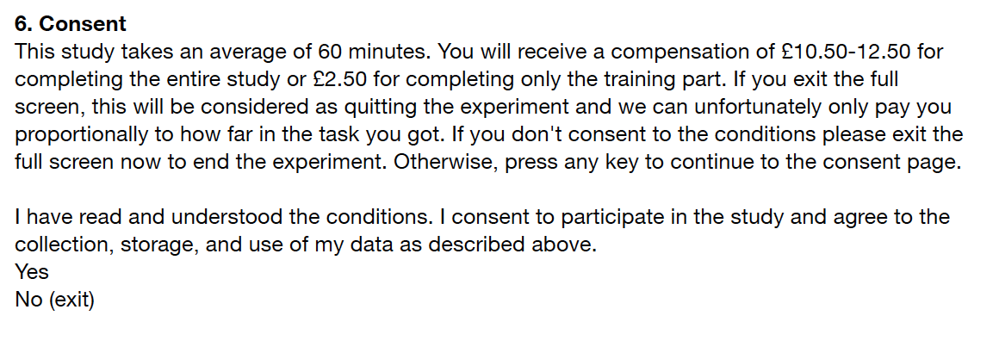 6. Consent
This study takes an average of 60 minutes. You will receive a compensation of £10.50-12.50 for
completing the entire study or £2.50 for completing only the training part. If you exit the full
screen, this will be considered as quitting the experiment and we can unfortunately only pay you
proportionally to how far in the task you got. If you don't consent to the conditions please exit the
full screen now to end the experiment. Otherwise, press any key to continue to the consent page.
I have read and understood the conditions. I consent to participate in the study and agree to the
collection, storage, and use of my data as described above.
Yes
No (exit)